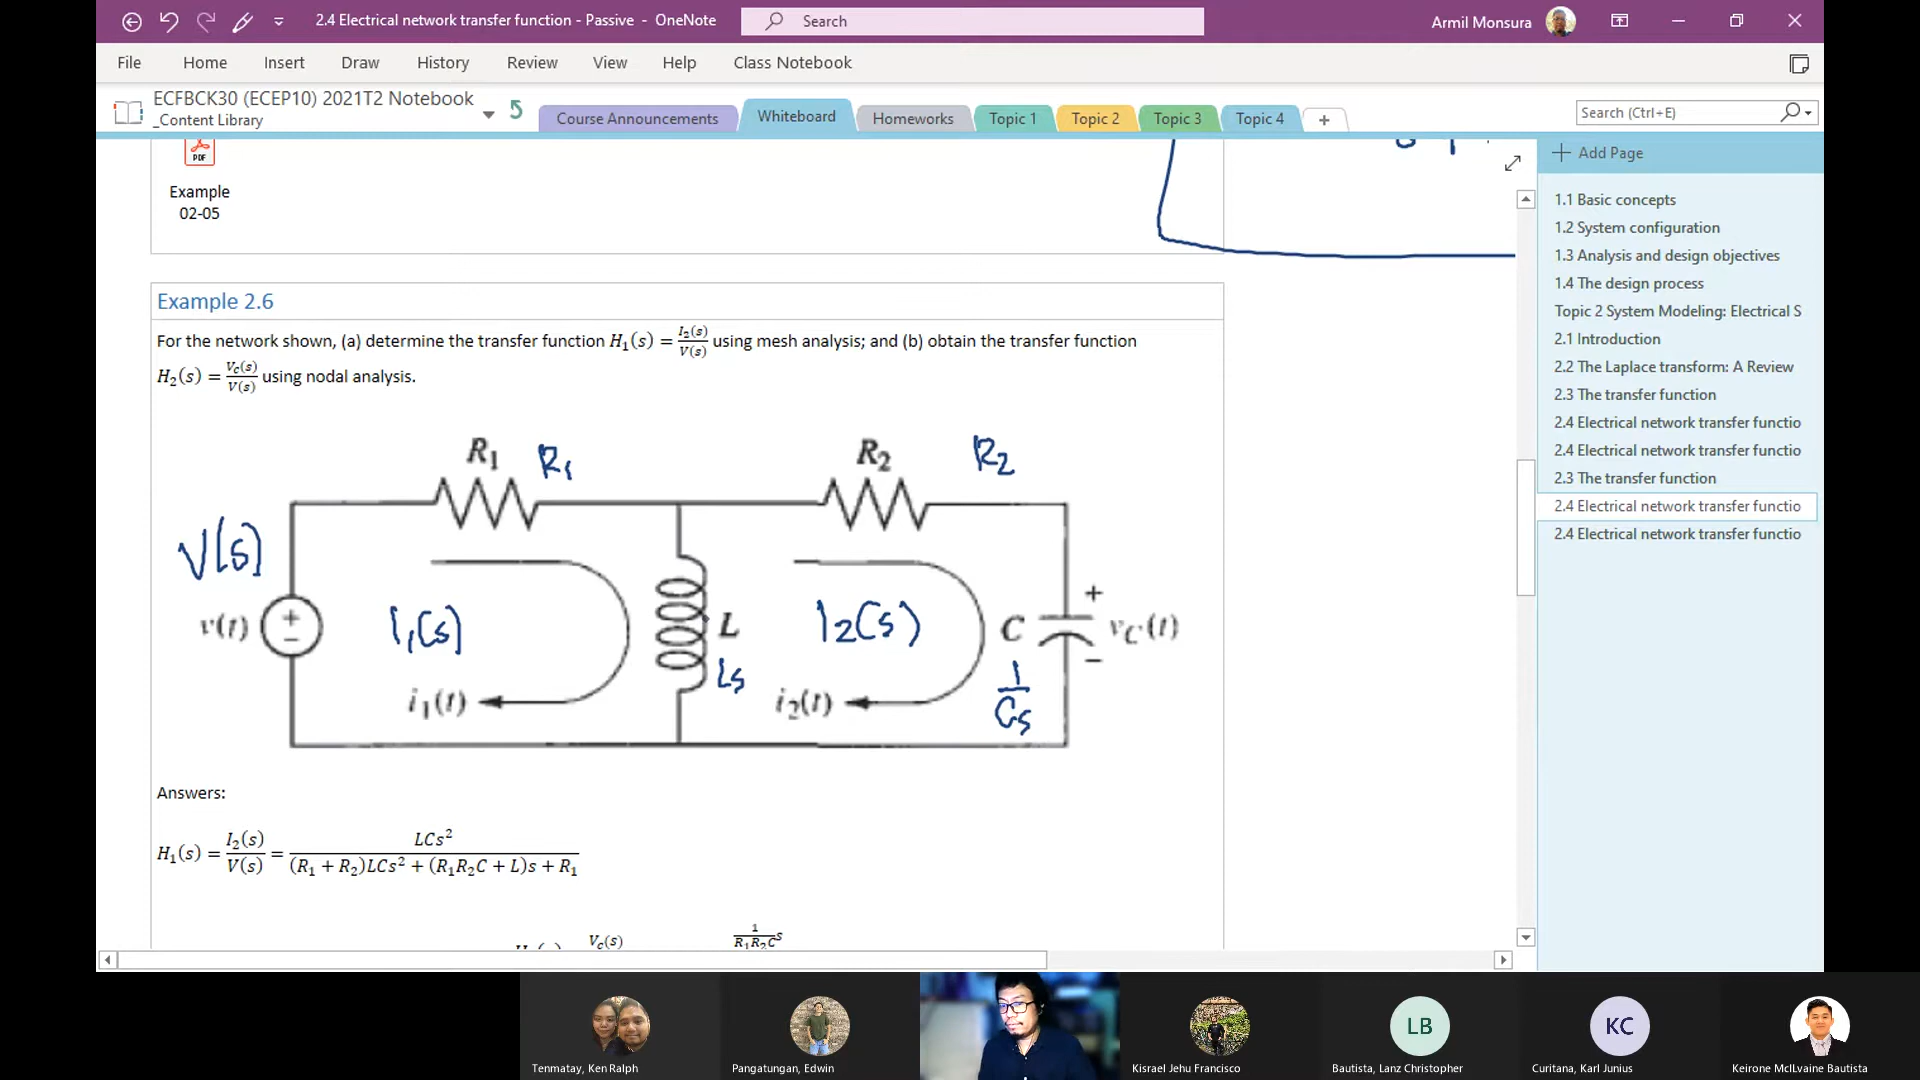 2.4 Electrical network transfer function - Passive - OneNote
Search
Armil Monsura
File Home Insert Draw History Review View Help Class Notebook
ECFBCK30 (ECEP10) 2021T2 Notebook
_Content Library
Course Announcements Whiteboard Homeworks Topic 1 Topic 2 Topic 3 Topic 4 +
Search (Ctrl+E)
PDF
Example
02-05
Add Page
1.1 Basic concepts
1.2 System configuration
1.3 Analysis and design objectives
1.4 The design process
Topic 2 System Modeling: Electrical S
2.1 Introduction
2.2 The Laplace transform: A Review
2.3 The transfer function
2.4 Electrical network transfer functio
2.4 Electrical network transfer functio
2.3 The transfer function
2.4 Electrical network transfer functio
2.4 Electrical network transfer functio
Example 2.6
For the network shown, (a) determine the transfer function H₁(s) = I₂(s)/V(s) using mesh analysis; and (b) obtain the transfer function
H₂(s) = V_C(s)/V(s) using nodal analysis.
R₁ R₁ R₂ R₂
V(s)
v(t) + − I₁(s) L I₂(s) C + v_C(t) −
i₁(t) Ls i₂(t) 1/Cs
Answers:
H₁(s) = I₂(s)/V(s) = LCs²/((R₁ + R₂)LCs² + (R₁R₂C + L)s + R₁)
V_C(s) 1/R₁R₂C s
Tenmatay, Ken Ralph
Pangatungan, Edwin
Kisrael Jehu Francisco
LB
Bautista, Lanz Christopher
KC
Curitana, Karl Junius
Keirone McIlvaine Bautista